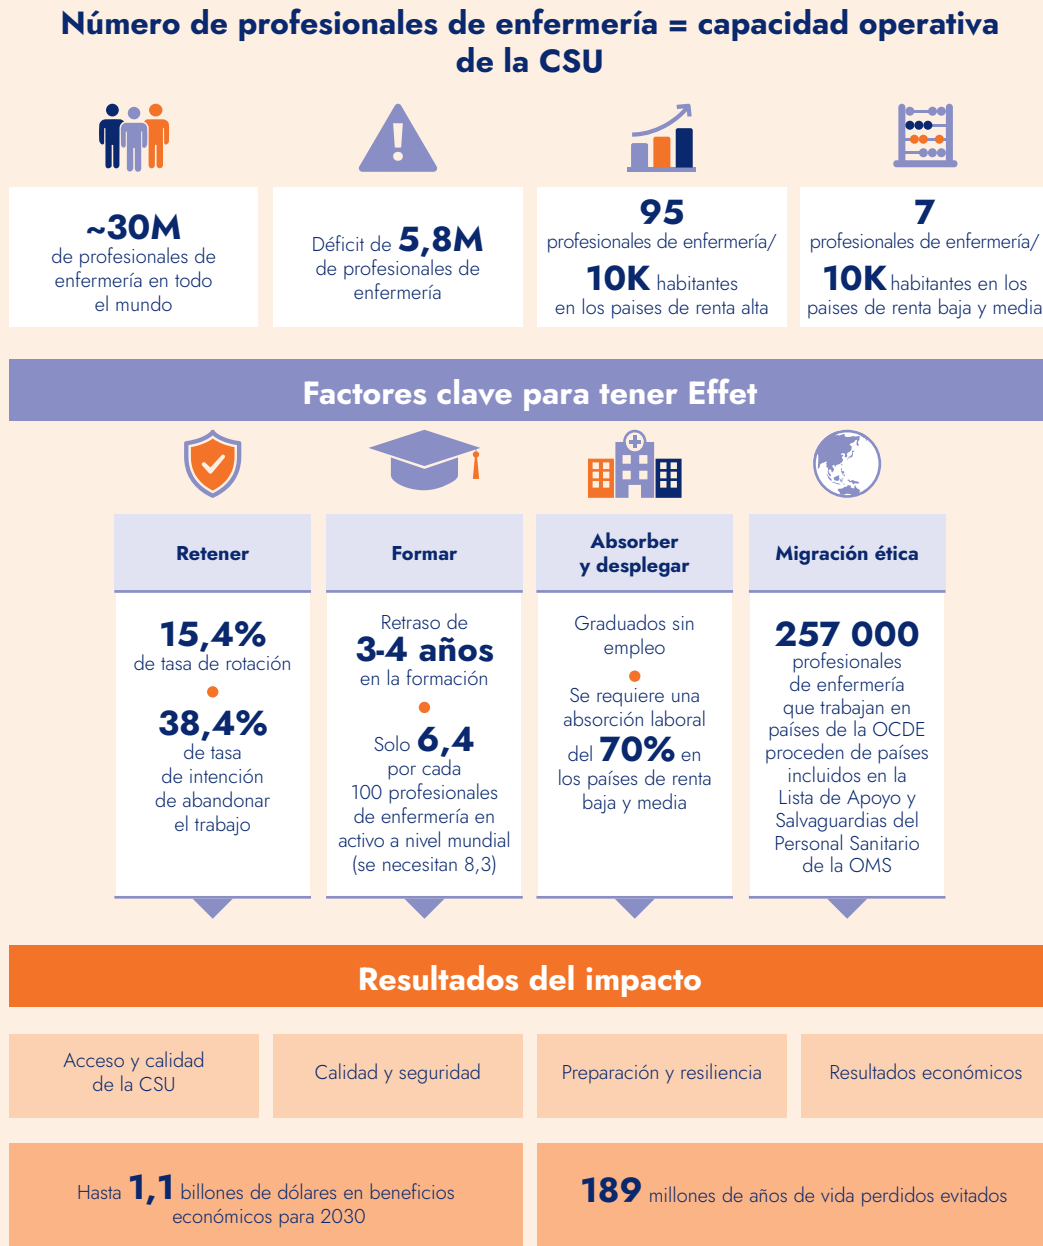 Número de profesionales de enfermería = capacidad operativa
de la CSU
~30M
de profesionales de
enfermería en todo
el mundo
Déficit de 5,8M
de profesionales de
enfermería
95
profesionales de enfermería/
10K habitantes
en los paises de renta alta
7
profesionales de enfermería/
10K habitantes en los
paises de renta baja y media
Factores clave para tener Effet
Retener
15,4%
de tasa de rotación
38,4%
de tasa
de intención
de abandonar
el trabajo
Formar
Retraso de
3-4 años
en la formación
Solo 6,4
por cada
100 profesionales
de enfermería en
activo a nivel mundial
(se necesitan 8,3)
Absorber
y desplegar
Graduados sin
empleo
Se requiere una
absorción laboral
del 70% en
los países de renta
baja y media
Migración ética
257 000
profesionales
de enfermería
que trabajan en
países de la OCDE
proceden de países
incluidos en la
Lista de Apoyo y
Salvaguardias del
Personal Sanitario
de la OMS
Resultados del impacto
Acceso y calidad
de la CSU
Calidad y seguridad
Preparación y resiliencia
Resultados económicos
Hasta 1,1 billones de dólares en beneficios
económicos para 2030
189 millones de años de vida perdidos evitados